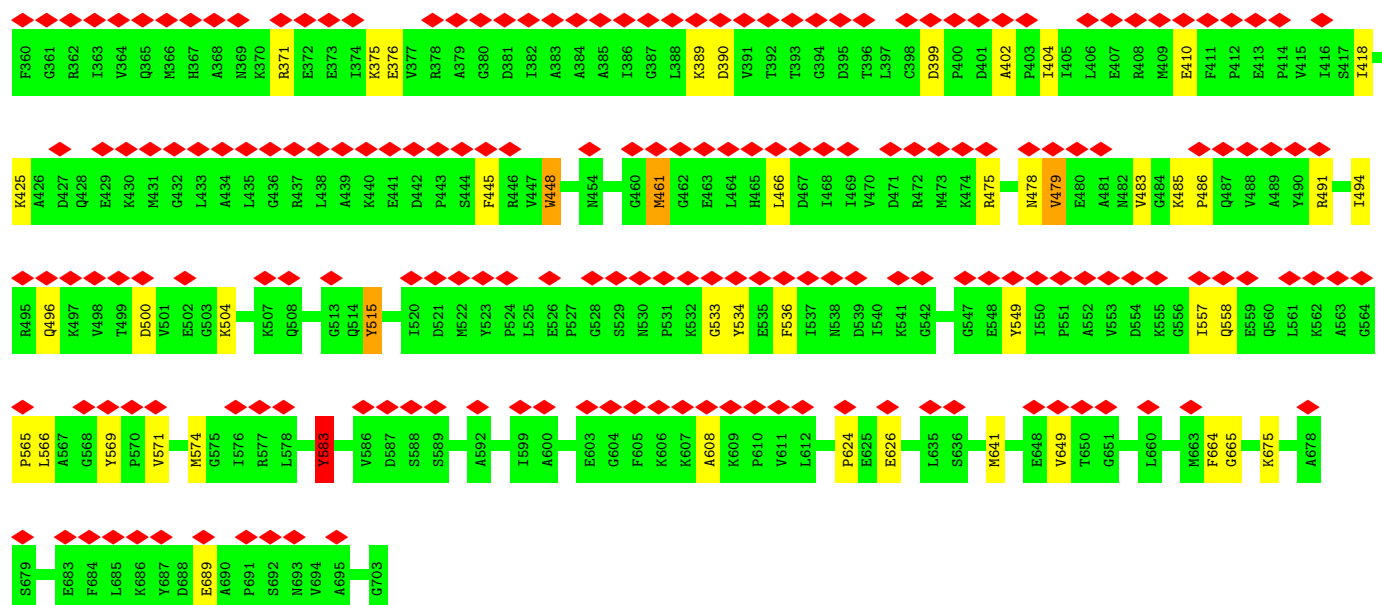 F360 G361 R362 I363 V364 Q365 M366 H367 A368 N369 K370 R371 E372 E373 I374 K375 E376 V377 R378 A379 G380 D381 I382 A383 A384 A385 I386 G387 L388 K389 D390 V391 T392 T393 G394 D395 T396 L397 C398 D399 P400 D401 A402 P403 I404 I405 L406 E407 R408 M409 E410 F411 P412 E413 P414 V415 I416 S417 I418
K425 A426 D427 Q428 E429 K430 M431 G432 L433 A434 L435 G436 R437 L438 A439 K440 E441 D442 P443 S444 F445 R446 V447 W448 N454 G460 M461 G462 E463 L464 H465 L466 D467 I468 I469 V470 D471 R472 M473 K474 R475 N478 V479 E480 A481 N482 V483 G484 K485 P486 Q487 V488 A489 Y490 R491 I494
R495 Q496 K497 V498 T499 D500 V501 E502 G503 K504 K507 Q508 G513 Q514 Y515 I520 D521 M522 Y523 P524 L525 E526 P527 G528 S529 N530 P531 K532 G533 Y534 E535 F536 I537 N538 D539 I540 K541 G542 G547 E548 Y549 I550 P551 A552 V553 D554 K555 G556 I557 Q558 E559 Q560 L561 K562 A563 G564
P565 L566 A567 G568 Y569 P570 V571 M574 G575 I576 R577 L578 Y583 V586 D587 S588 S589 A592 I599 A600 E603 G604 F605 K606 K607 A608 K609 P610 V611 L612 P624 E625 E626 L635 S636 M641 E648 V649 T650 G651 L660 M663 F664 G665 K675 A678
S679 E683 F684 L685 K686 Y687 D688 E689 A690 P691 S692 N693 V694 A695 G703